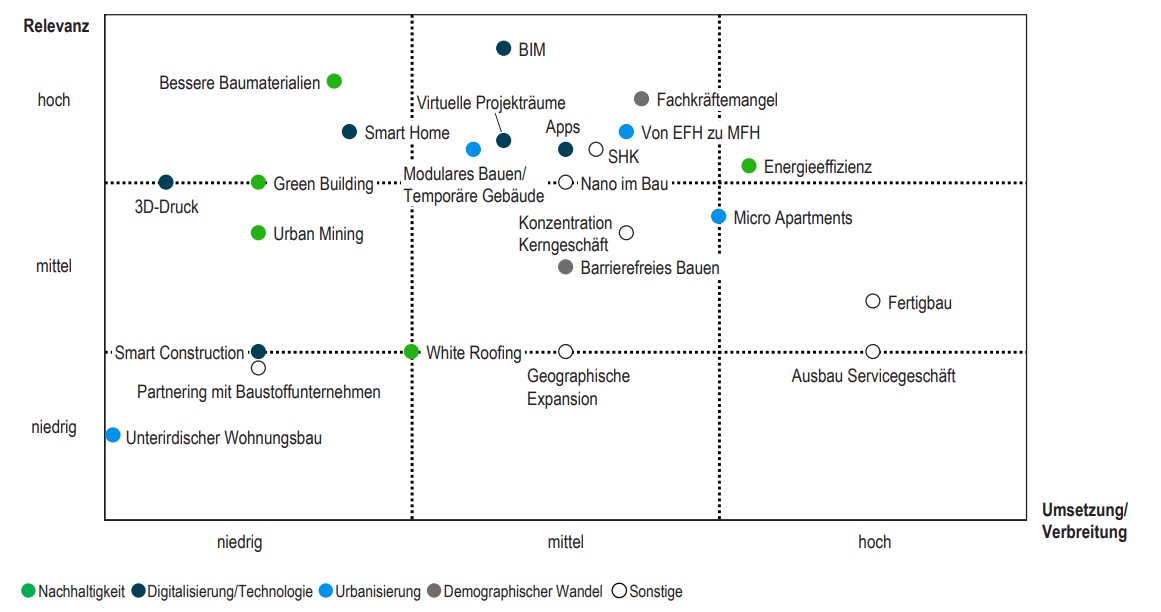 Relevanz
BIM
Bessere Baumaterialien
hoch
Fachkräftemangel
Virtuelle Projekträume
Apps
Smart Home
Von EFH zu MFH
SHK
Energieeffizienz
Modulares Bauen/
Temporäre Gebäude
Green Building
Nano im Bau
3D-Druck
Micro Apartments
Konzentration
Kerngeschäft
Urban Mining
mittel
Barrierefreies Bauen
Fertigbau
Smart Construction
White Roofing
Geographische
Expansion
Ausbau Servicegeschäft
Partnering mit Baustoffunternehmen
niedrig
Unterirdischer Wohnungsbau
Umsetzung/
Verbreitung
niedrig
mittel
hoch
Nachhaltigkeit Digitalisierung/Technologie Urbanisierung Demographischer Wandel Sonstige